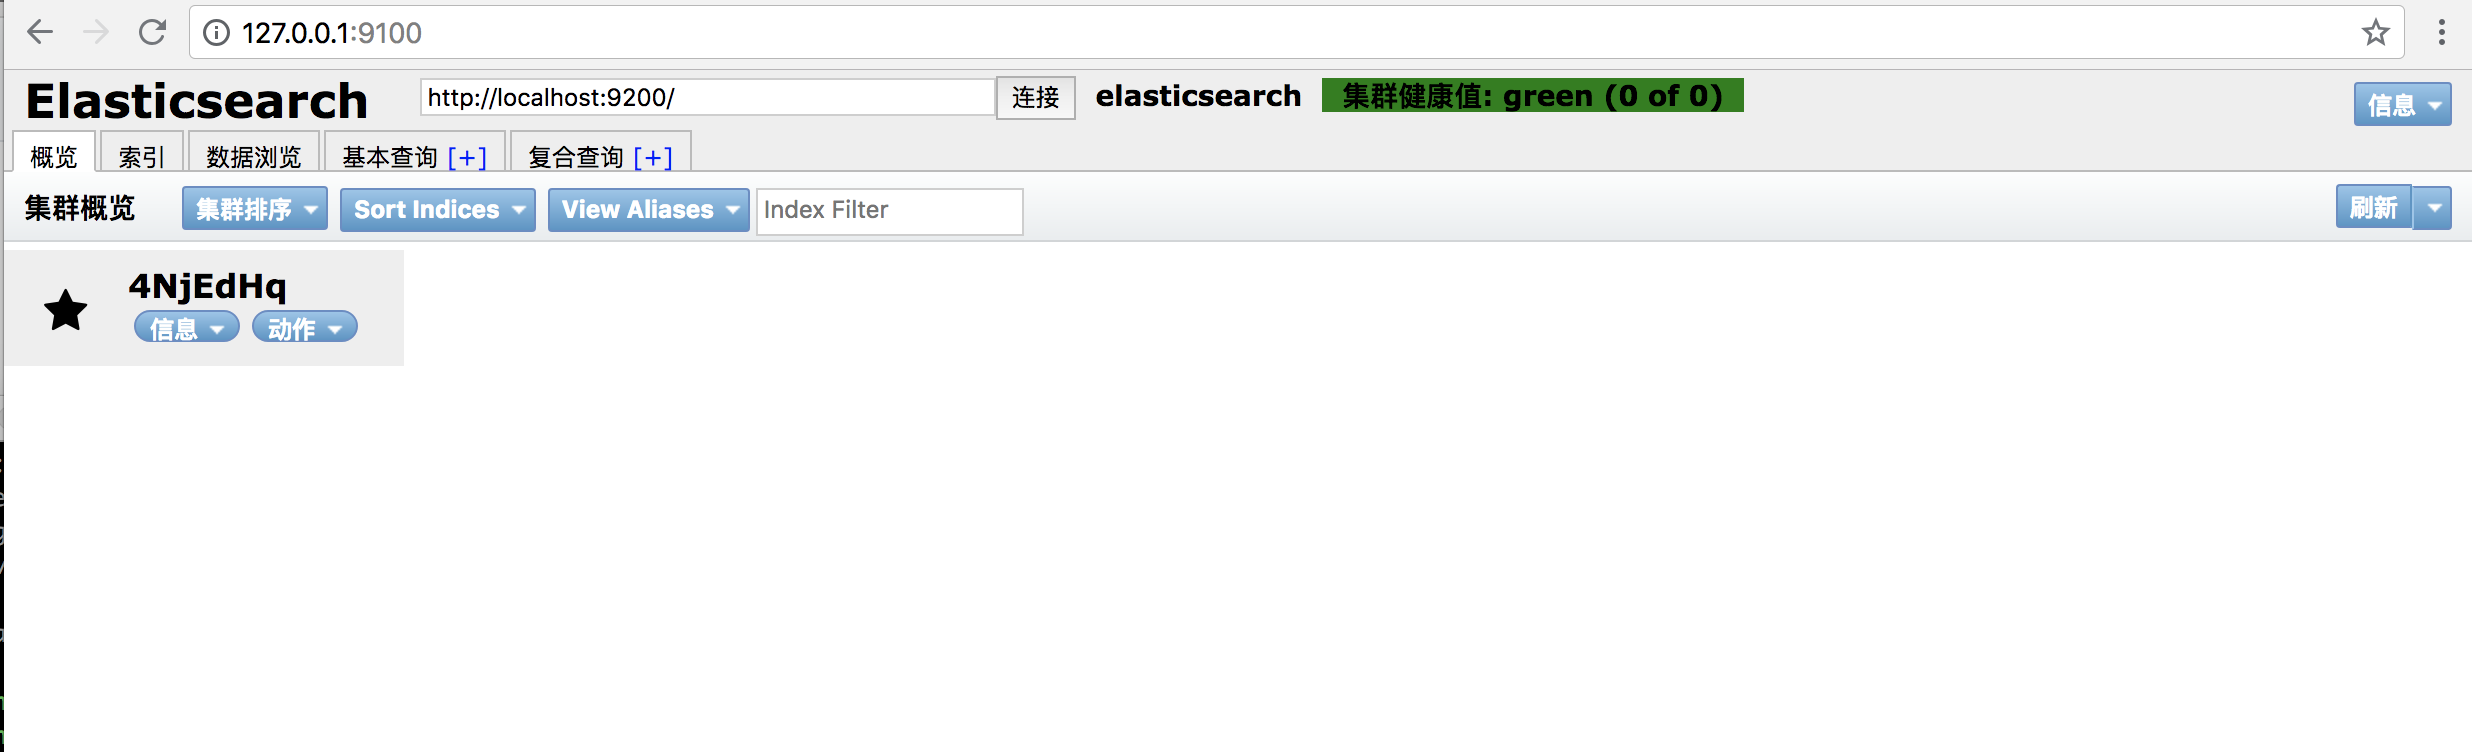 127.0.0.1:9100
Elasticsearch http://localhost:9200/ 连接 elasticsearch 集群健康值: green (0 of 0) 信息
概览 索引 数据浏览 基本查询 [+] 复合查询 [+]
集群概览 集群排序 Sort Indices View Aliases Index Filter 刷新
4NjEdHq
信息 动作